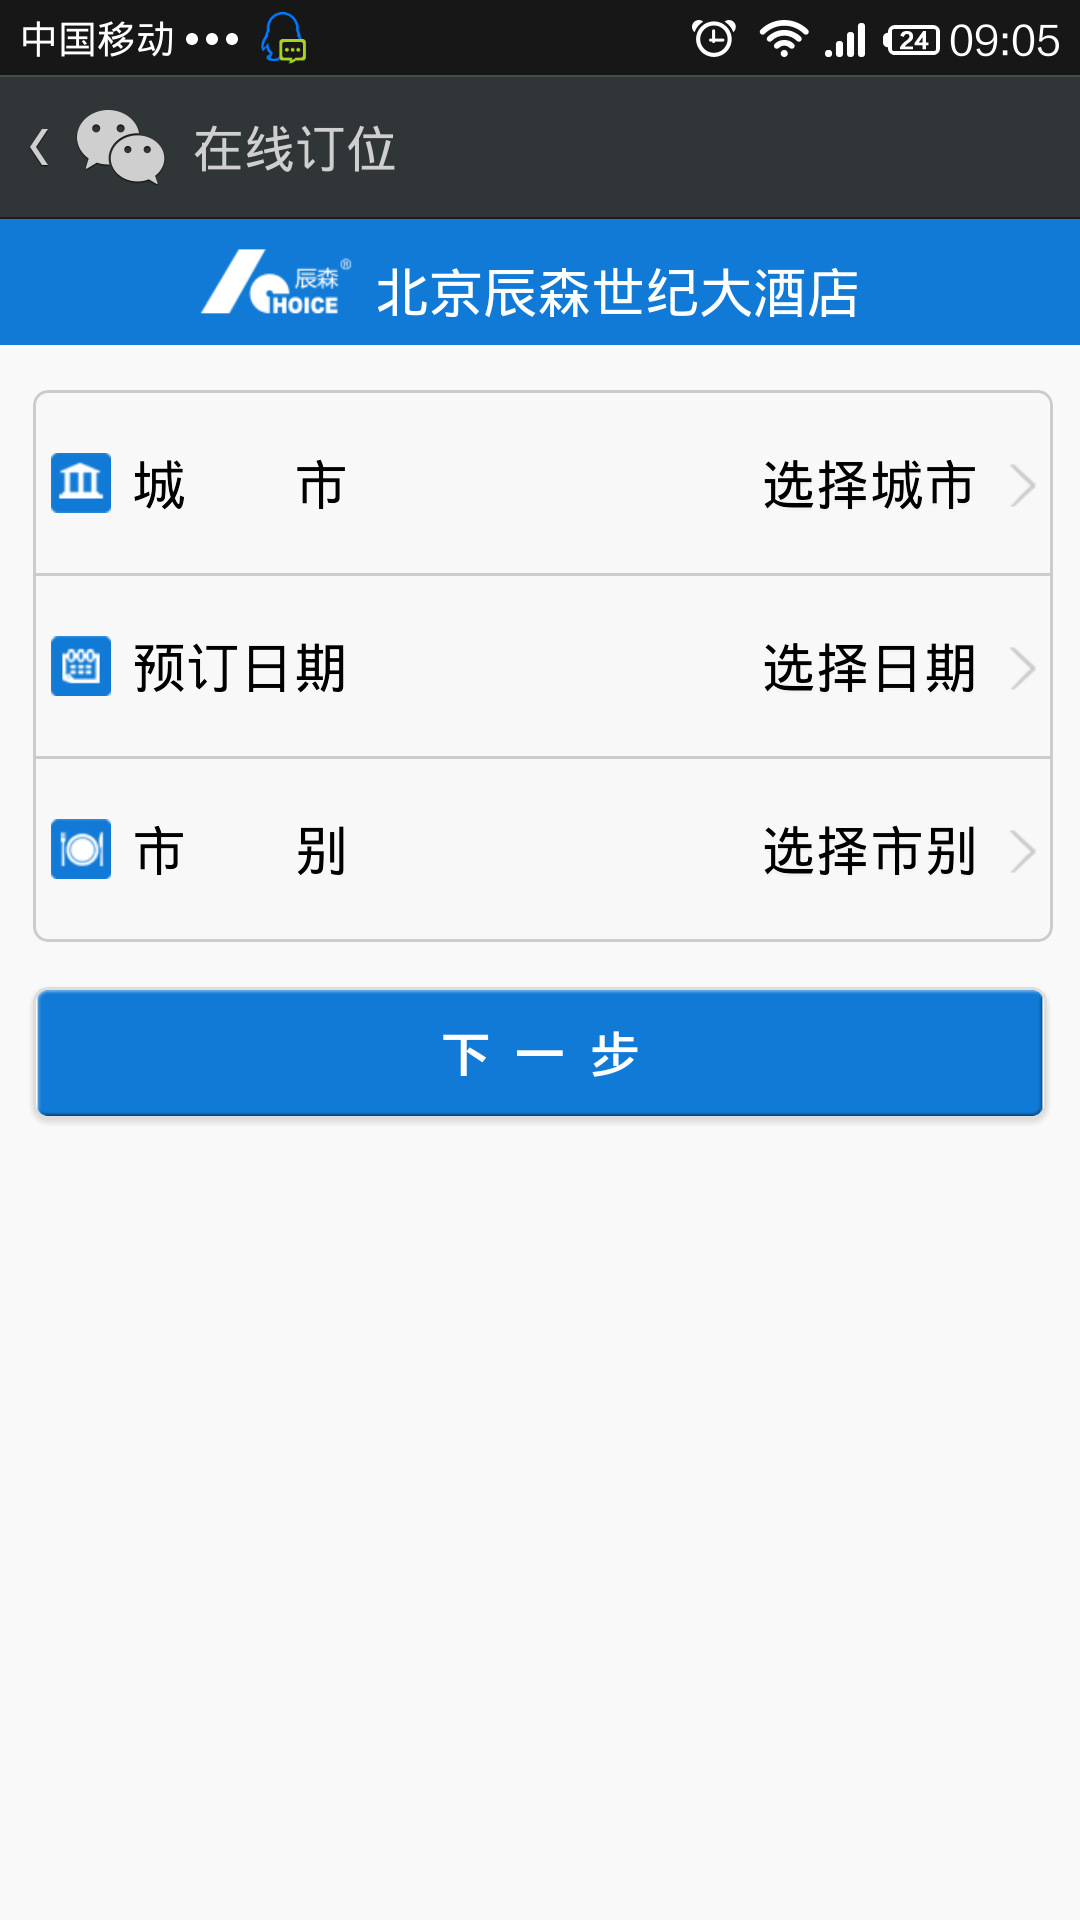 中国移动 ••• 24 09:05
在线订位
辰森® CHOICE 北京辰森世纪大酒店
城 市 选择城市
预订日期 选择日期
市 别 选择市别
下 一 步